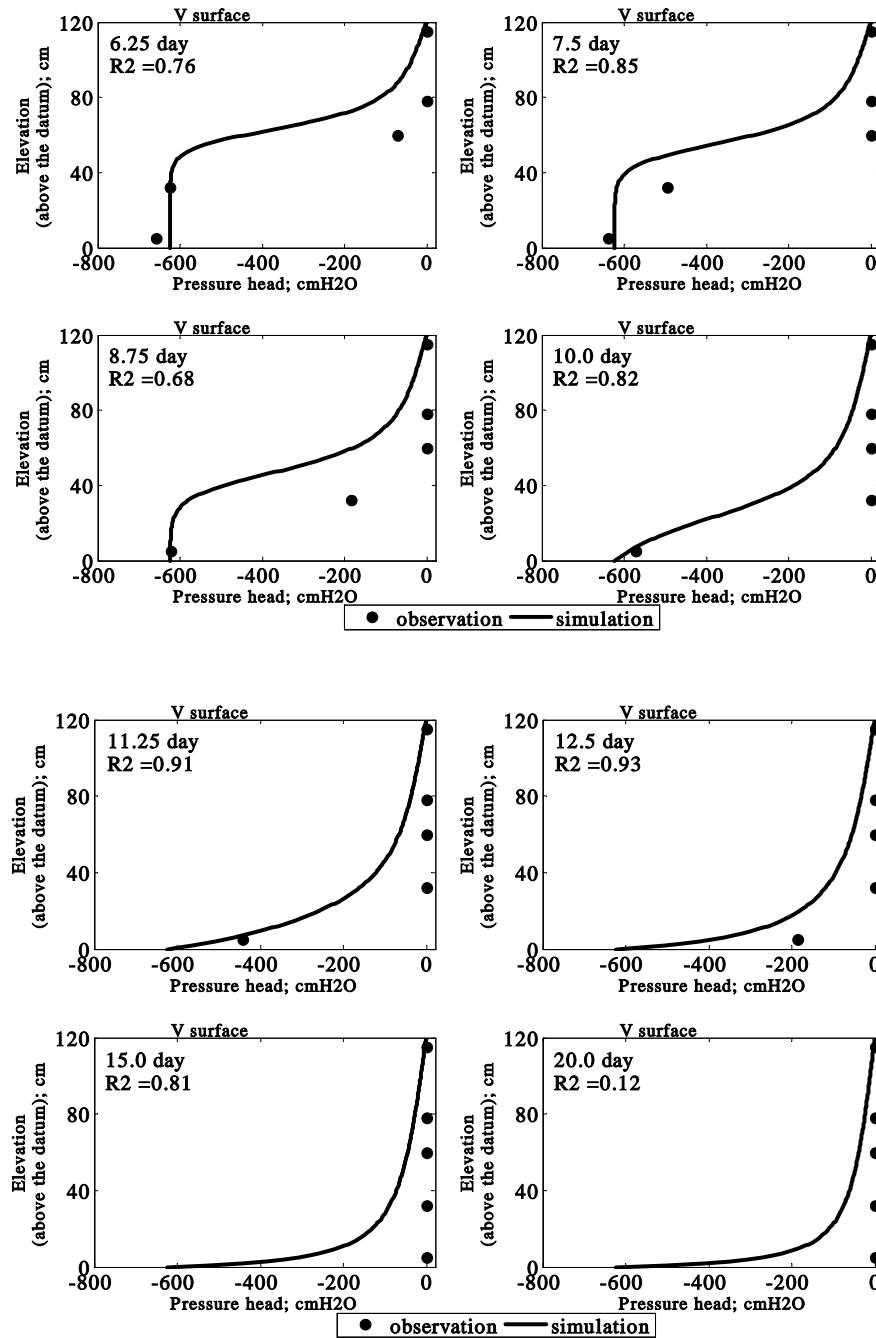 V surface
6.25 day
R2 =0.76
120
80
40
0
-800 -600 -400 -200 0
Elevation
(above the datum); cm
Pressure head; cmH2O
V surface
7.5 day
R2 =0.85
120
80
40
0
-800 -600 -400 -200 0
Elevation
(above the datum); cm
Pressure head; cmH2O
V surface
8.75 day
R2 =0.68
120
80
40
0
-800 -600 -400 -200 0
Elevation
(above the datum); cm
Pressure head; cmH2O
V surface
10.0 day
R2 =0.82
120
80
40
0
-800 -600 -400 -200 0
Elevation
(above the datum); cm
Pressure head; cmH2O
observation simulation
V surface
11.25 day
R2 =0.91
120
80
40
0
-800 -600 -400 -200 0
Elevation
(above the datum); cm
Pressure head; cmH2O
V surface
12.5 day
R2 =0.93
120
80
40
0
-800 -600 -400 -200 0
Elevation
(above the datum); cm
Pressure head; cmH2O
V surface
15.0 day
R2 =0.81
120
80
40
0
-800 -600 -400 -200 0
Elevation
(above the datum); cm
Pressure head; cmH2O
V surface
20.0 day
R2 =0.12
120
80
40
0
-800 -600 -400 -200 0
Elevation
(above the datum); cm
Pressure head; cmH2O
observation simulation